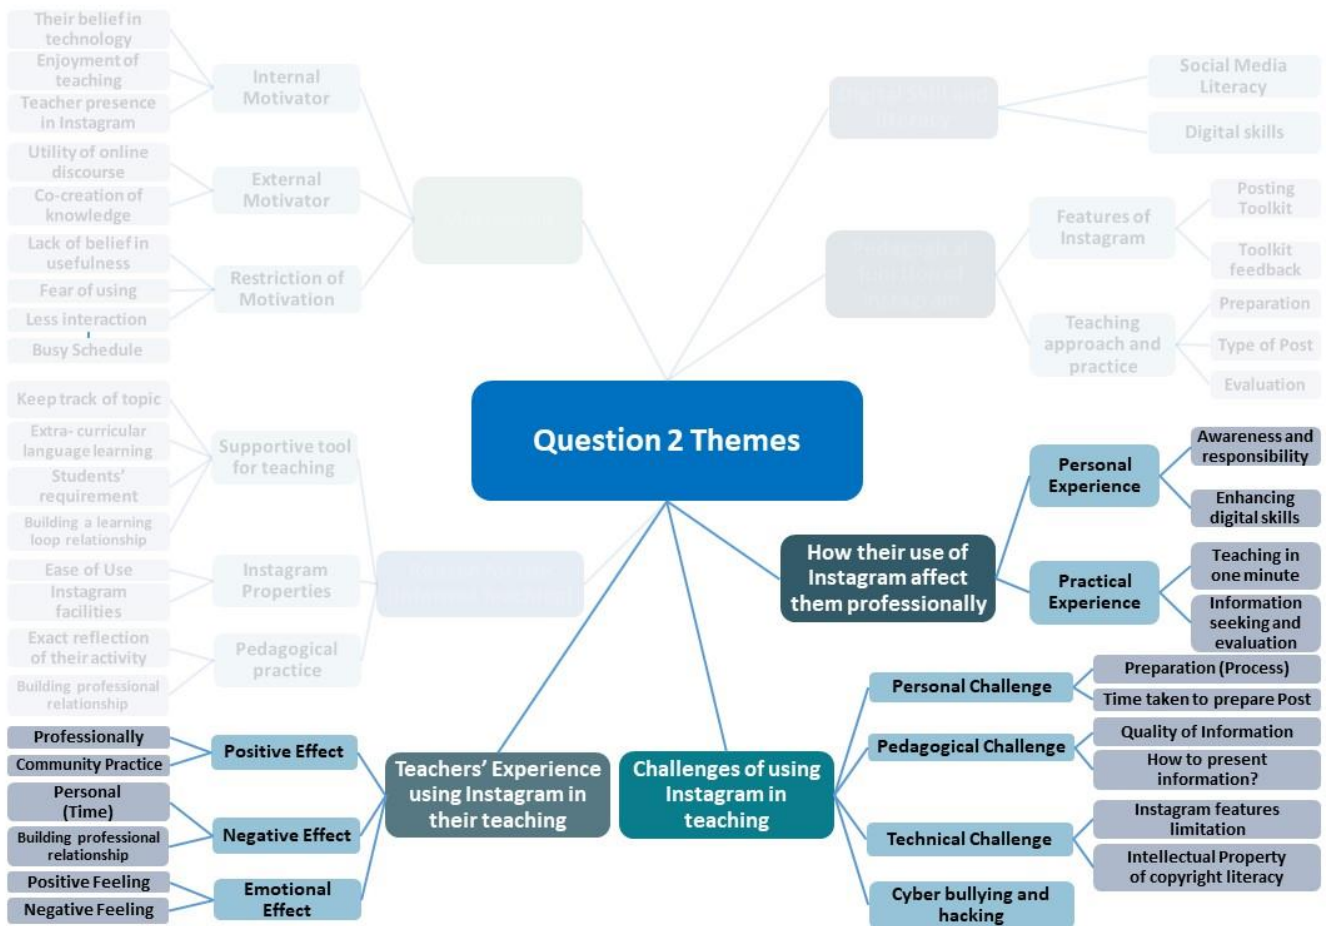 Their belief in
technology
Enjoyment of
teaching
Teacher presence
in Instagram
Internal
Motivator
Utility of online
discourse
Co-creation of
knowledge
External
Motivator
Lack of belief in
usefulness
Fear of using
Less interaction
Busy Schedule
Restriction of
Motivation
Social Media
Literacy
Digital skills
Digital Skill and
literacy
Features of
Instagram
Posting
Toolkit
Toolkit
feedback
Teaching
approach and
practice
Preparation
Type of Post
Evaluation
Keep track of topic
Extra- curricular
language learning
Students'
requirement
Building a learning
loop relationship
Supportive tool
for teaching
Ease of Use
Instagram
facilities
Instagram
Properties
Exact reflection
of their activity
Building professional
relationship
Pedagogical
practice
Question 2 Themes
How their use of
Instagram affect
them professionally
Personal
Experience
Awareness and
responsibility
Enhancing
digital skills
Practical
Experience
Teaching in
one minute
Information
seeking and
evaluation
Teachers' Experience
using Instagram in
their teaching
Positive Effect
Professionally
Community Practice
Negative Effect
Personal
(Time)
Building professional
relationship
Emotional
Effect
Positive Feeling
Negative Feeling
Challenges of using
Instagram in
teaching
Personal Challenge
Preparation (Process)
Time taken to prepare Post
Pedagogical Challenge
Quality of Information
How to present
information?
Technical Challenge
Instagram features
limitation
Intellectual Property
of copyright literacy
Cyber bullying and
hacking